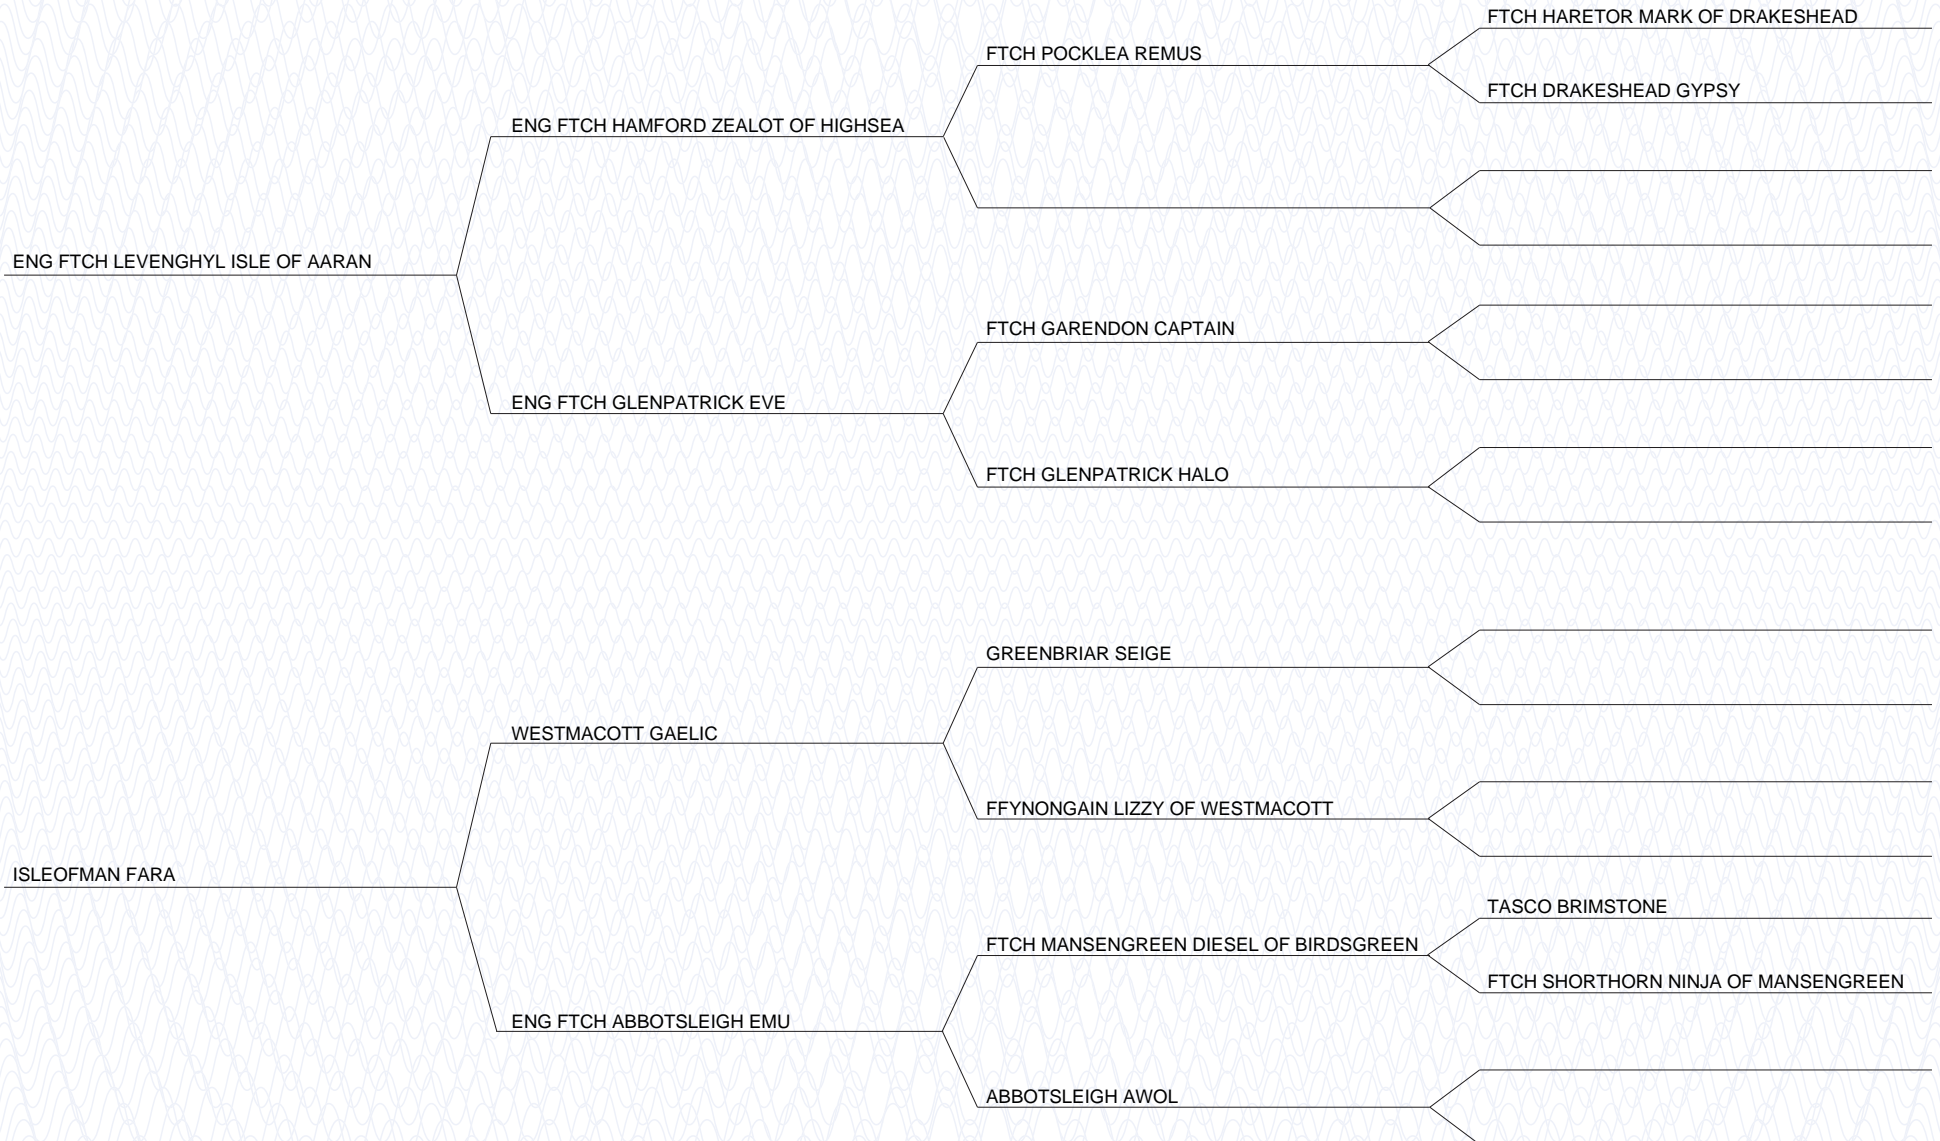 FTCH HARETOR MARK OF DRAKESHEAD
FTCH POCKLEA REMUS
FTCH DRAKESHEAD GYPSY
ENG FTCH HAMFORD ZEALOT OF HIGHSEA
ENG FTCH LEVENGHYL ISLE OF AARAN
FTCH GARENDON CAPTAIN
ENG FTCH GLENPATRICK EVE
FTCH GLENPATRICK HALO
GREENBRIAR SEIGE
WESTMACOTT GAELIC
FFYNONGAIN LIZZY OF WESTMACOTT
ISLEOFMAN FARA
TASCO BRIMSTONE
FTCH MANSENGREEN DIESEL OF BIRDSGREEN
FTCH SHORTHORN NINJA OF MANSENGREEN
ENG FTCH ABBOTSLEIGH EMU
ABBOTSLEIGH AWOL